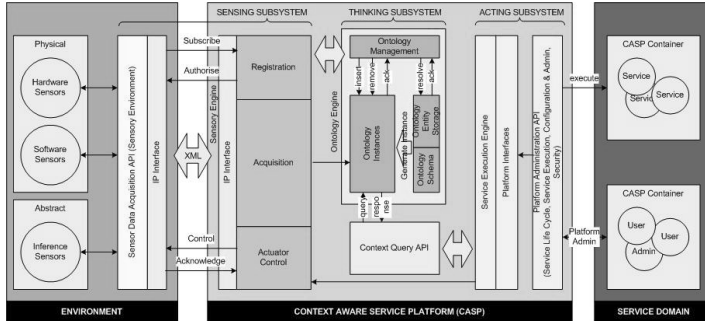 SENSING SUBSYSTEM
THINKING SUBSYSTEM
ACTING SUBSYSTEM
Physical
Hardware
Sensors
Software
Sensors
Abstract
Inference
Sensors
Sensor Data Acquisition API (Sensory Environment)
IP Interface
Subscribe
Authorise
XML
Control
Acknowledge
Sensory Engine
IP Interface
Registration
Acquisition
Actuator
Control
Ontology Engine
Ontology
Management
insert
remove
ack
resolve
ack
Ontology
Instances
Generate Instance
Ontology
Entity
Storage
Ontology
Schema
query
respo
nse
Context Query API
Service Execution Engine
Platform Interfaces
Platform Administration API
(Service Life Cycle, Service Execution, Configuration & Admin,
Security)
execute
Platform
Admin
CASP Container
Service
Servic
Service
CASP Container
User
User
Admin
ENVIRONMENT
CONTEXT AWARE SERVICE PLATFORM (CASP)
SERVICE DOMAIN